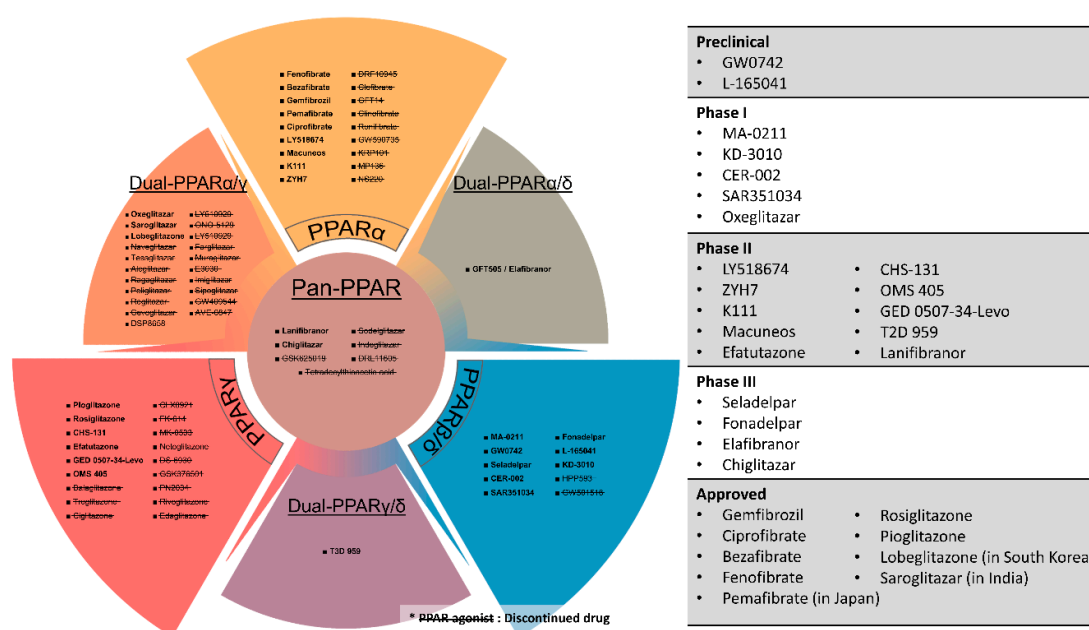 PPARα
■ Fenofibrate ■ DRF10945
■ Bezafibrate ■ Clofibrate
■ Gemfibrozil ■ GFT14
■ Pemafibrate ■ Clinofibrate
■ Ciprofibrate ■ Ronifibrate
■ LY518674 ■ GW590735
■ Macuneos ■ KRP101
■ K111 ■ MP136
■ ZYH7 ■ NS220
Dual-PPARα/γ
■ Oxeglitazar ■ LY510929
■ Saroglitazar ■ ONO-5129
■ Lobeglitazone ■ LY510929
■ Naveglitazar ■ Farglitazar
■ Tesaglitazar ■ Muraglitazar
■ Aleglitazar ■ E3030
■ Ragaglitazar ■ Imiglitazar
■ Peliglitazar ■ Sipoglitazar
■ Reglitazar ■ GW409544
■ Cevoglitazar ■ AVE-0847
■ DSP8658
Dual-PPARα/δ
■ GFT505 / Elafibranor
Pan-PPAR
■ Lanifibranor ■ Sodelglitazar
■ Chiglitazar ■ Indeglitazar
■ GSK625019 ■ DRL11605
■ Tetradecylthioacetic acid
PPARγ
■ Pioglitazone ■ CLX0921
■ Rosiglitazone ■ FK-614
■ CHS-131 ■ MK-0533
■ Efatutazone ■ Netoglitazone
■ GED 0507-34-Levo ■ DS-6930
■ OMS 405 ■ GSK376501
■ Balaglitazone ■ PN2034
■ Troglitazone ■ Rivoglitazone
■ Ciglitazone ■ Edaglitazone
PPARβ/δ
■ MA-0211 ■ Fonadelpar
■ GW0742 ■ L-165041
■ Seladelpar ■ KD-3010
■ CER-002 ■ HPP593
■ SAR351034 ■ GW501516
Dual-PPARγ/δ
■ T3D 959
* PPAR agonist : Discontinued drug
Preclinical
• GW0742
• L-165041
Phase I
• MA-0211
• KD-3010
• CER-002
• SAR351034
• Oxeglitazar
Phase II
• LY518674 • CHS-131
• ZYH7 • OMS 405
• K111 • GED 0507-34-Levo
• Macuneos • T2D 959
• Efatutazone • Lanifibranor
Phase III
• Seladelpar
• Fonadelpar
• Elafibranor
• Chiglitazar
Approved
• Gemfibrozil • Rosiglitazone
• Ciprofibrate • Pioglitazone
• Bezafibrate • Lobeglitazone (in South Korea
• Fenofibrate • Saroglitazar (in India)
• Pemafibrate (in Japan)